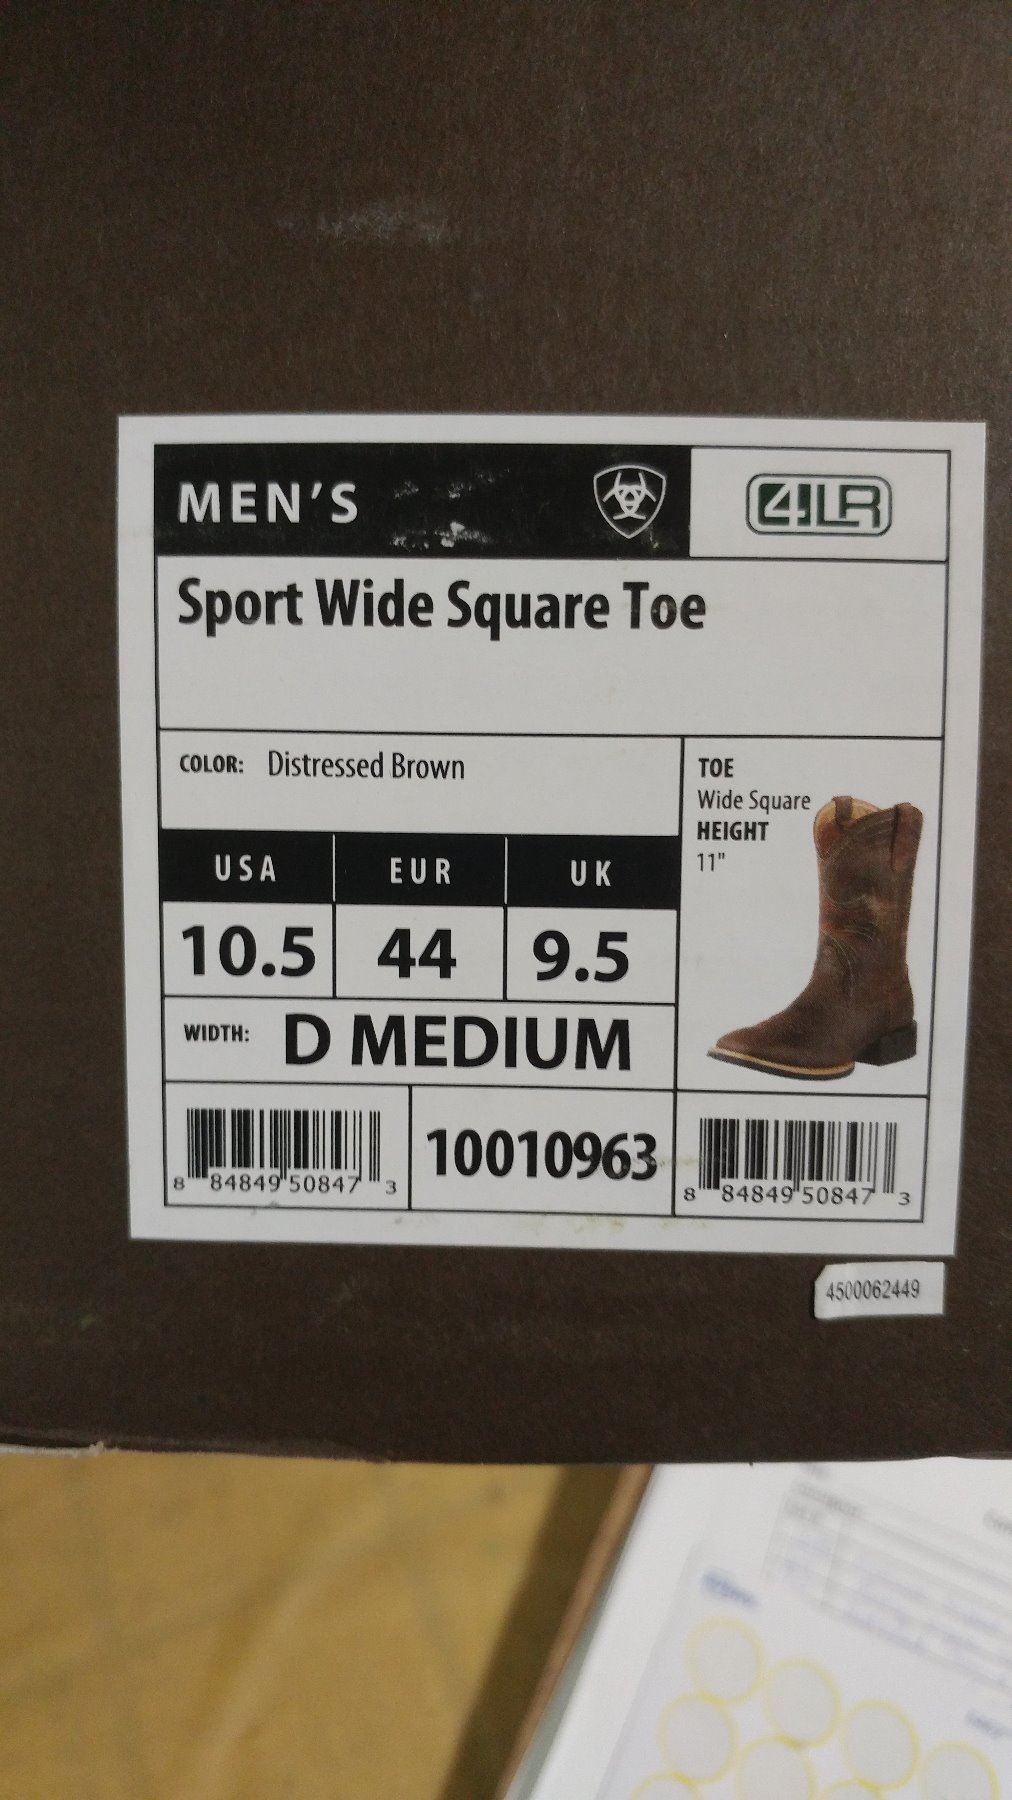 MEN'S
4LR
Sport Wide Square Toe
COLOR: Distressed Brown
TOE
Wide Square
HEIGHT
11"
USA EUR UK
10.5 44 9.5
WIDTH: D MEDIUM
8 84849 50847 3
10010963
8 84849 50847 3
4500062449